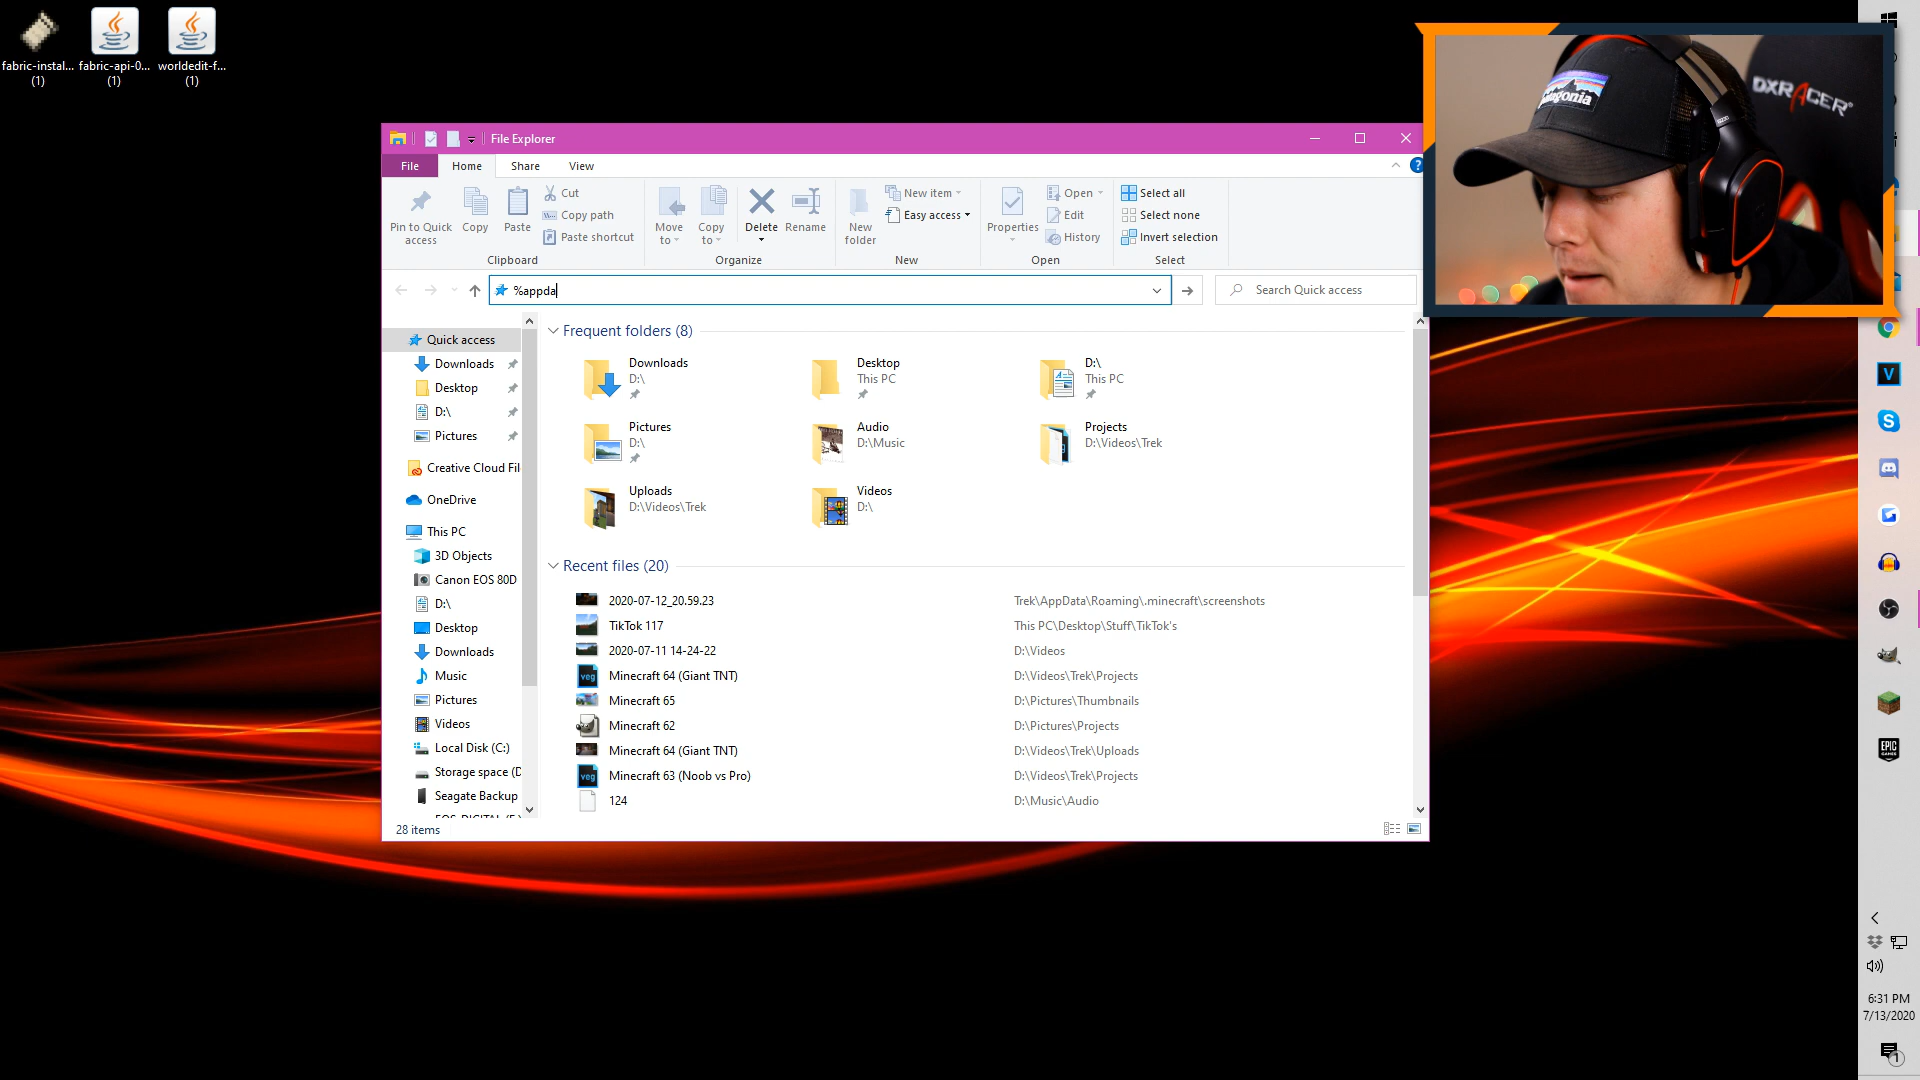 fabric-instal...
(1)
fabric-api-0...
(1)
worldedit-f...
(1)
File Explorer
File
Home
Share
View
Pin to Quick
access
Copy
Paste
Cut
Copy path
Paste shortcut
Clipboard
Move
to
Copy
to
Delete
Rename
Organize
New
folder
New item
Easy access
New
Properties
Open
Edit
History
Open
Select all
Select none
Invert selection
Select
%appda
Search Quick access
Quick access
Downloads
Desktop
D:\
Pictures
Creative Cloud Fil
OneDrive
This PC
3D Objects
Canon EOS 80D
D:\
Desktop
Downloads
Music
Pictures
Videos
Local Disk (C:)
Storage space (D
Seagate Backup
Frequent folders (8)
Downloads
D:\
Desktop
This PC
D:\
This PC
Pictures
D:\
Audio
D:\Music
Projects
D:\Videos\Trek
Uploads
D:\Videos\Trek
Videos
D:\
Recent files (20)
2020-07-12_20.59.23 Trek\AppData\Roaming\.minecraft\screenshots
TikTok 117 This PC\Desktop\Stuff\TikTok's
2020-07-11 14-24-22 D:\Videos
Minecraft 64 (Giant TNT) D:\Videos\Trek\Projects
Minecraft 65 D:\Pictures\Thumbnails
Minecraft 62 D:\Pictures\Projects
Minecraft 64 (Giant TNT) D:\Videos\Trek\Uploads
Minecraft 63 (Noob vs Pro) D:\Videos\Trek\Projects
124 D:\Music\Audio
28 items
patagonia
DXRACER
V
EPIC
GAMES
6:31 PM
7/13/2020
1